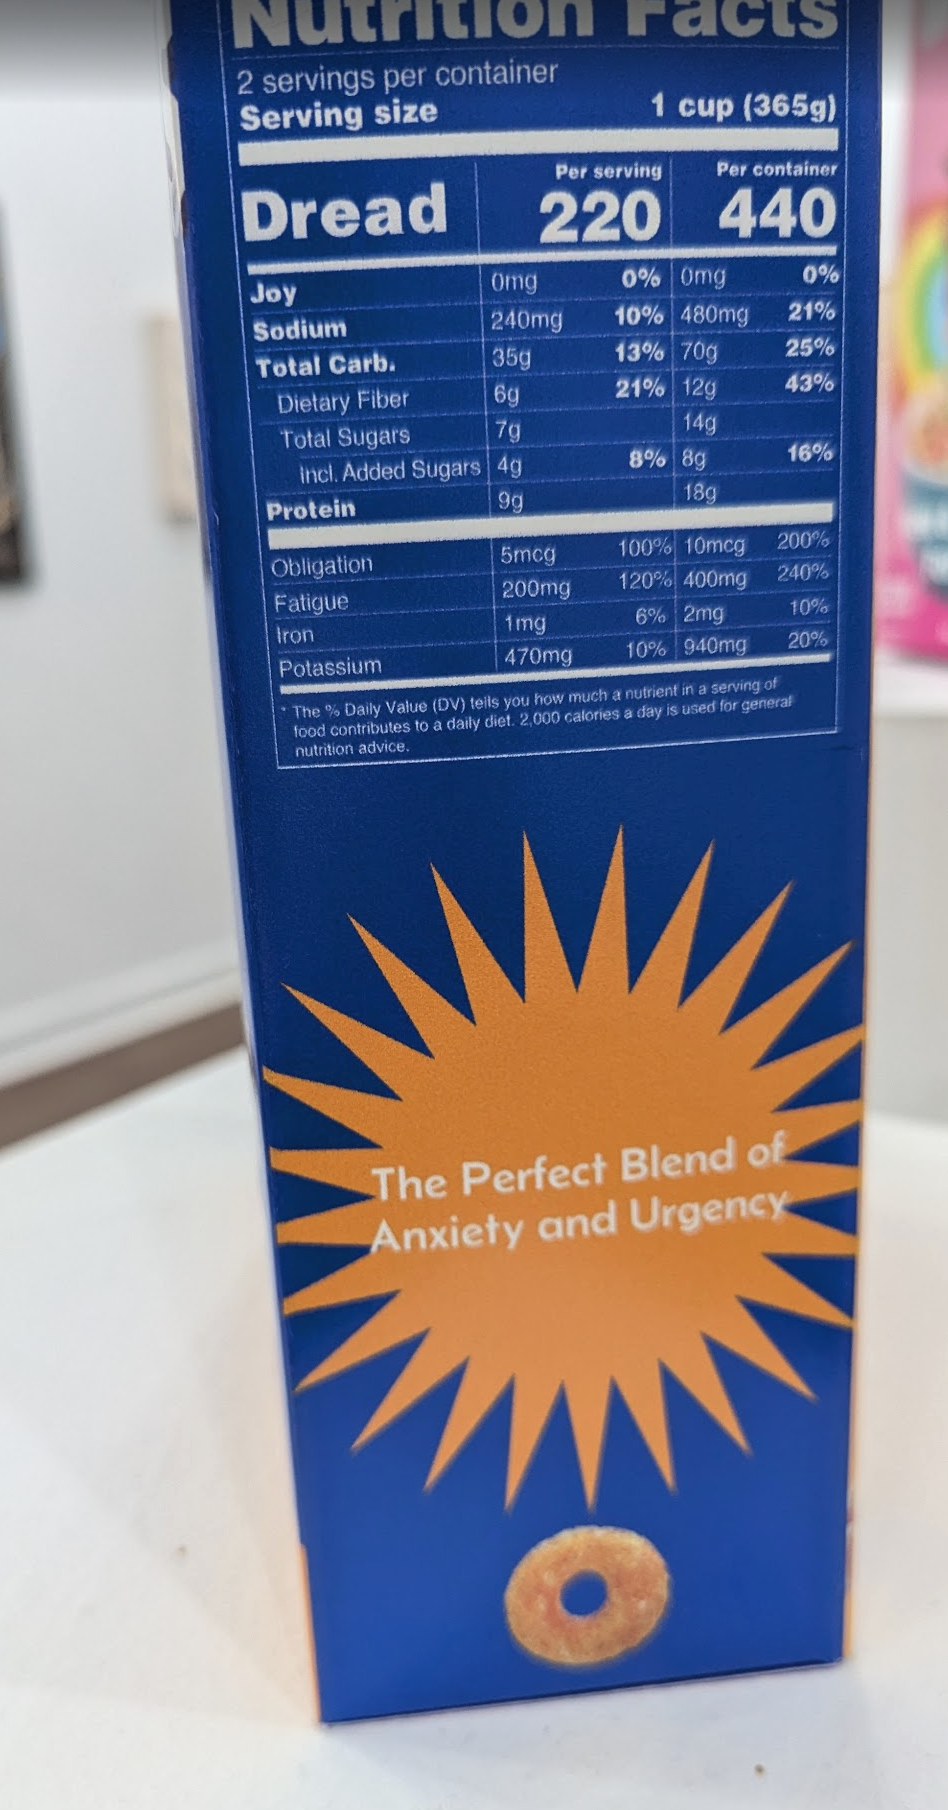 Nutrition Facts
2 servings per container
Serving size 1 cup (365g)
Per serving Per container
Dread 220 440
Joy 0mg 0% 0mg 0%
Sodium 240mg 10% 480mg 21%
Total Carb. 35g 13% 70g 25%
Dietary Fiber 6g 21% 12g 43%
Total Sugars 7g 14g
incl. Added Sugars 4g 8% 8g 16%
Protein 9g 18g
Obligation 5mcg 100% 10mcg 200%
Fatigue 200mg 120% 400mg 240%
Iron 1mg 6% 2mg 10%
Potassium 470mg 10% 940mg 20%
* The % Daily Value (DV) tells you how much a nutrient in a serving of
food contributes to a daily diet. 2,000 calories a day is used for general
nutrition advice.
The Perfect Blend of
Anxiety and Urgency